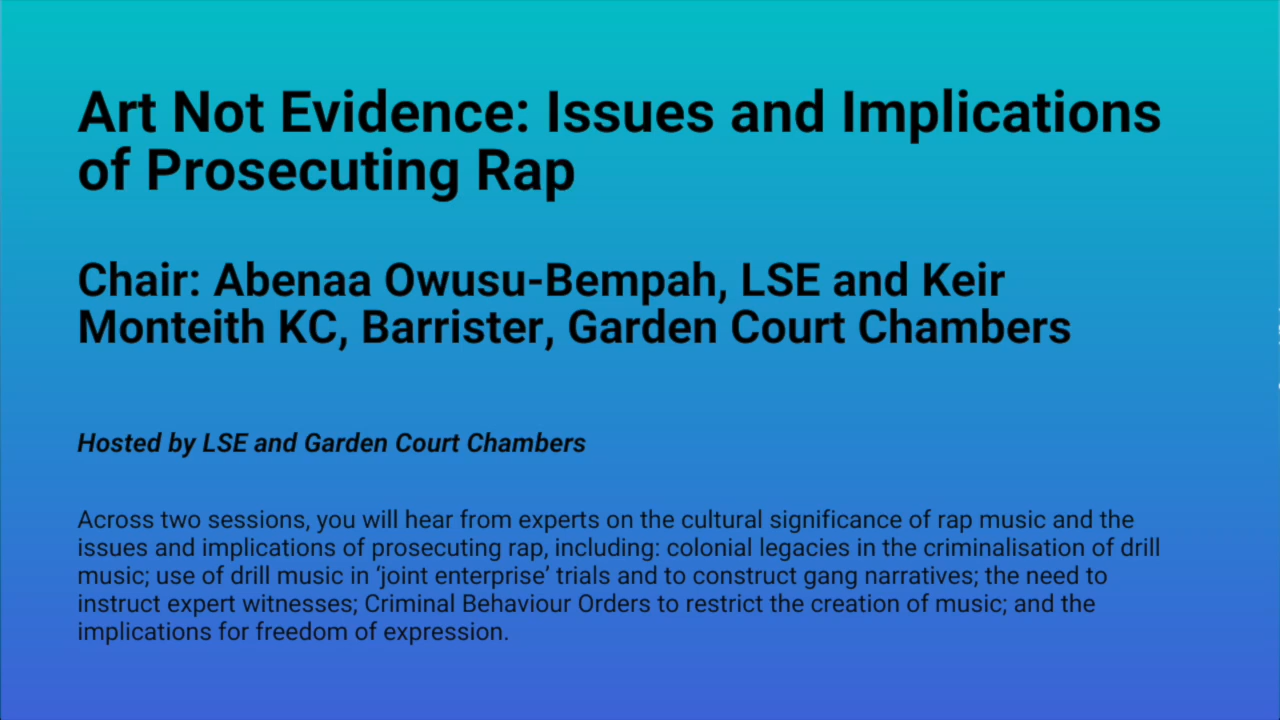 Art Not Evidence: Issues and Implications
of Prosecuting Rap
Chair: Abenaa Owusu-Bempah, LSE and Keir
Monteith KC, Barrister, Garden Court Chambers
Hosted by LSE and Garden Court Chambers
Across two sessions, you will hear from experts on the cultural significance of rap music and the
issues and implications of prosecuting rap, including: colonial legacies in the criminalisation of drill
music; use of drill music in ‘joint enterprise’ trials and to construct gang narratives; the need to
instruct expert witnesses; Criminal Behaviour Orders to restrict the creation of music; and the
implications for freedom of expression.